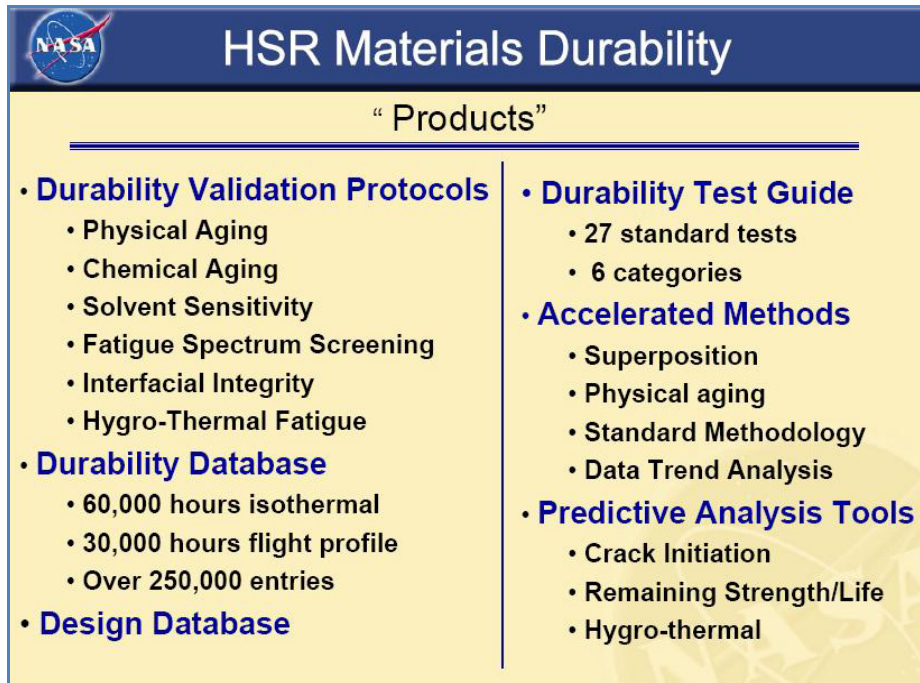 NASA
HSR Materials Durability
“ Products”
• Durability Validation Protocols
• Physical Aging
• Chemical Aging
• Solvent Sensitivity
• Fatigue Spectrum Screening
• Interfacial Integrity
• Hygro-Thermal Fatigue
• Durability Database
• 60,000 hours isothermal
• 30,000 hours flight profile
• Over 250,000 entries
• Design Database
• Durability Test Guide
• 27 standard tests
• 6 categories
• Accelerated Methods
• Superposition
• Physical aging
• Standard Methodology
• Data Trend Analysis
• Predictive Analysis Tools
• Crack Initiation
• Remaining Strength/Life
• Hygro-thermal
NASA